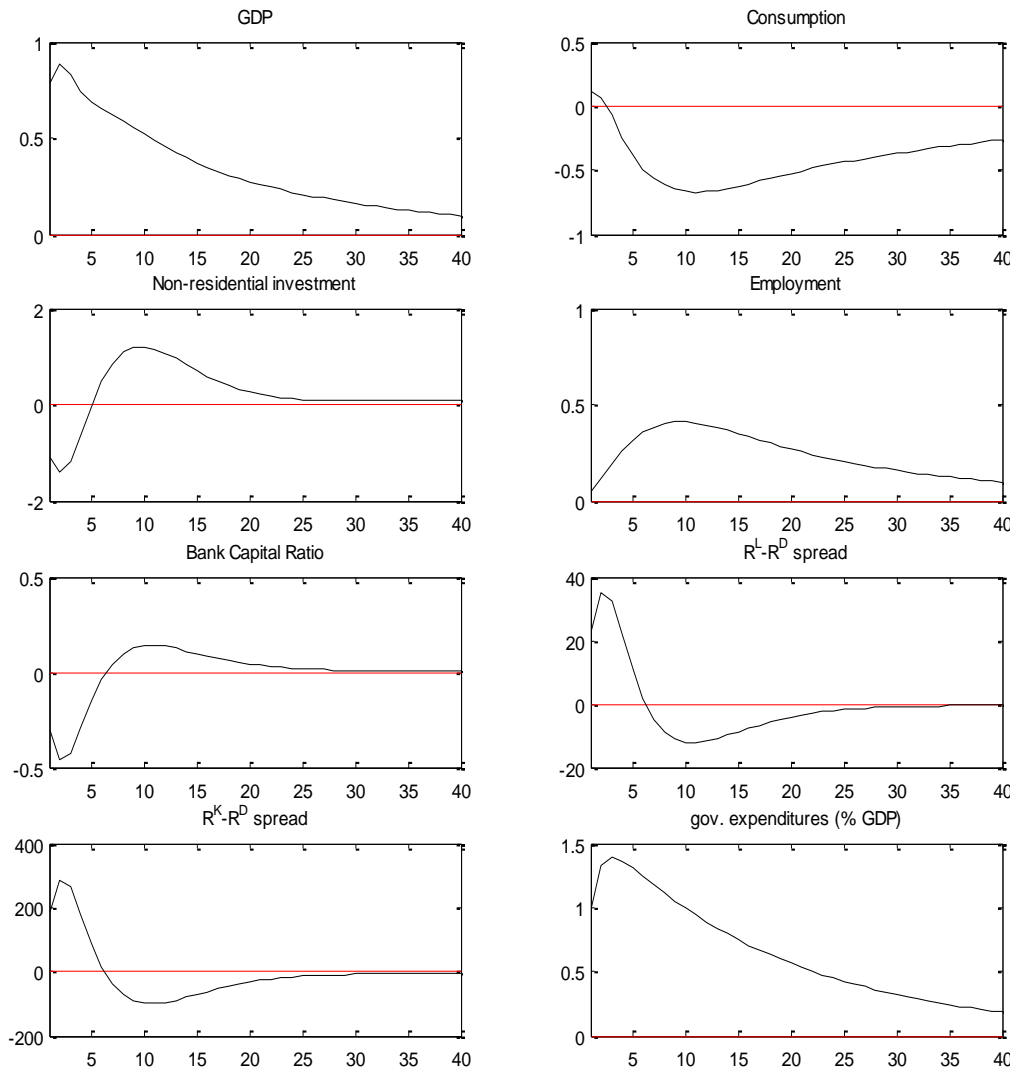 GDP
1
0.5
0
5 10 15 20 25 30 35 40
Consumption
0.5
0
-0.5
-1
5 10 15 20 25 30 35 40
Non-residential investment
2
0
-2
5 10 15 20 25 30 35 40
Employment
1
0.5
0
5 10 15 20 25 30 35 40
Bank Capital Ratio
0.5
0
-0.5
5 10 15 20 25 30 35 40
R^L-R^D spread
40
20
0
-20
5 10 15 20 25 30 35 40
R^K-R^D spread
400
200
0
-200
5 10 15 20 25 30 35 40
gov. expenditures (% GDP)
1.5
1
0.5
0
5 10 15 20 25 30 35 40